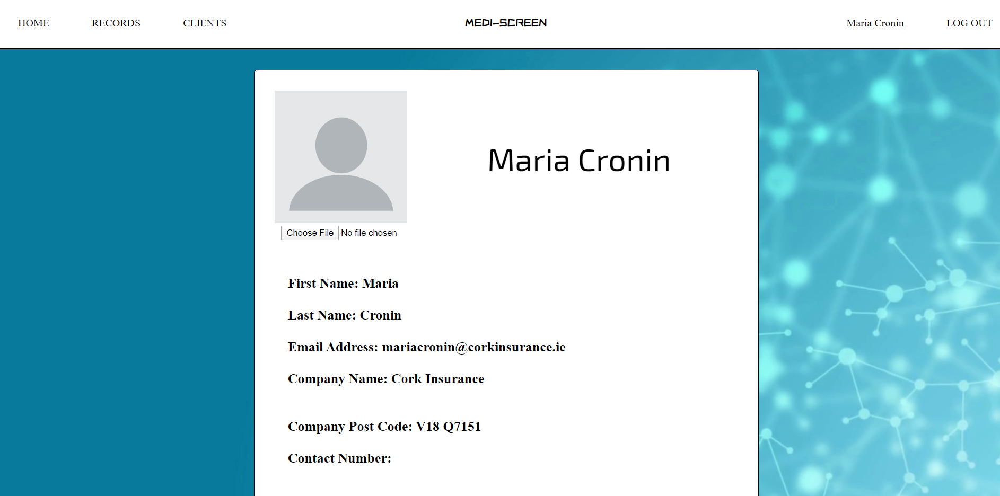 HOME RECORDS CLIENTS MEDI-SCREEN Maria Cronin LOG OUT
Maria Cronin
Choose File No file chosen
First Name: Maria
Last Name: Cronin
Email Address: mariacronin@corkinsurance.ie
Company Name: Cork Insurance
Company Post Code: V18 Q7151
Contact Number: